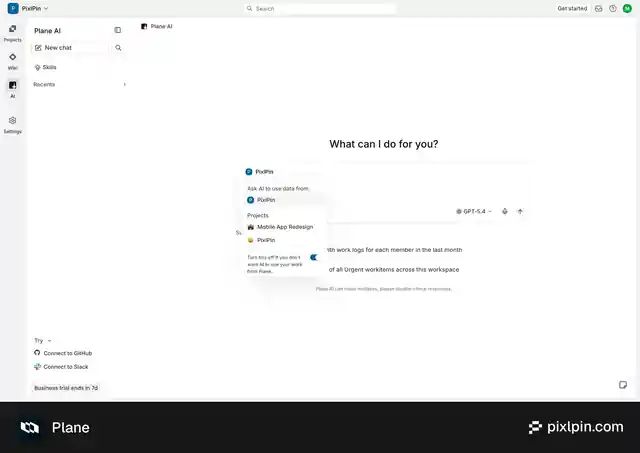 PixlPin
Search
Get started
M
Projects
Wiki
AI
Settings
Plane AI
New chat
Skills
Recents
Try
Connect to GitHub
Connect to Slack
Business trial ends in 7d
Plane AI
What can I do for you?
PixlPin
Ask AI to use data from
PixlPin
Projects
Mobile App Redesign
PixlPin
Turn this off if you don't
want AI to use your work
from Plane.
GPT-5.4
work logs for each member in the last month
of all Urgent workitems across this workspace
Plane AI can make mistakes, please double-check responses.
Plane
pixlpin.com